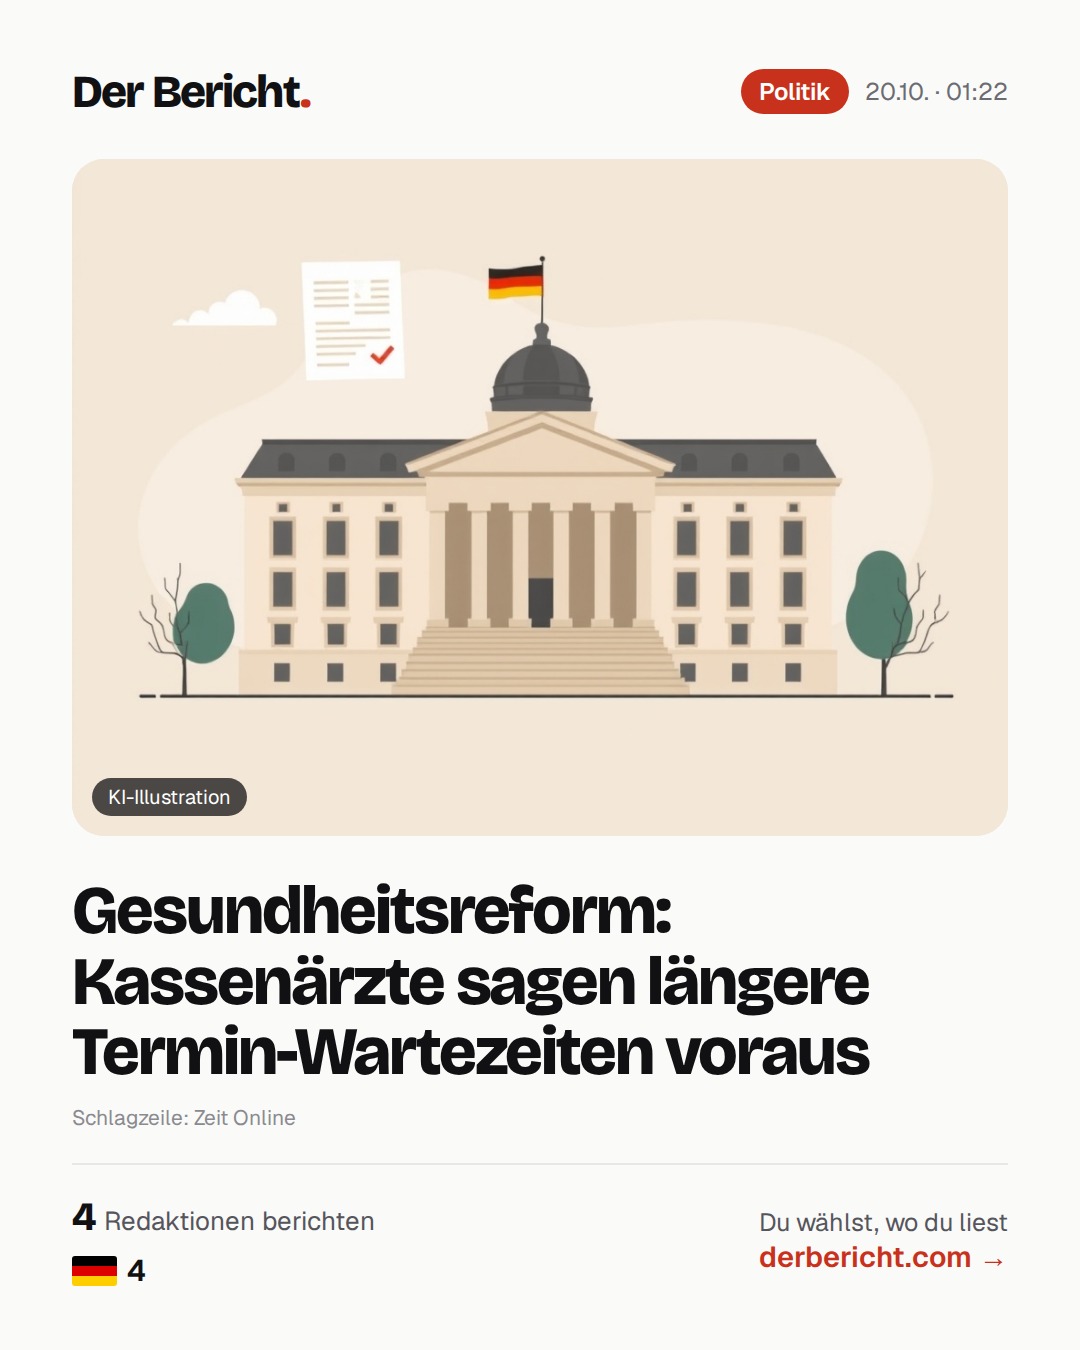 Der Bericht.
Politik
20.10. · 01:22
KI-Illustration
Gesundheitsreform:
Kassenärzte sagen längere
Termin-Wartezeiten voraus
Schlagzeile: Zeit Online
4 Redaktionen berichten
4
Du wählst, wo du liest
derbericht.com →